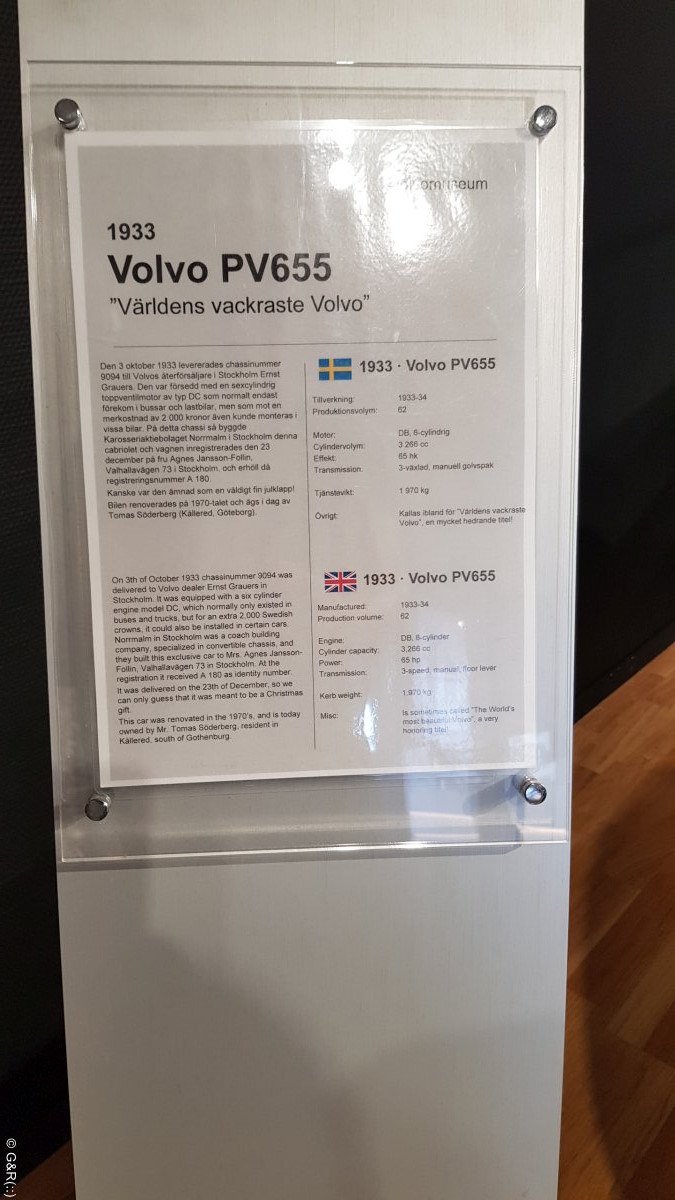 1933
Volvo PV655
"Världens vackraste Volvo"
Den 3 oktober 1933 levererades chassinummer
9094 till Volvos återförsäljare i Stockholm Ernst
Grauers. Den var försedd med en sexcylindrig
toppventilmotor av typ DC som normalt endast
förekom i bussar och lastbilar, men som mot en
merkostnad av 2 000 kronor även kunde monteras i
vissa bilar. På detta chassi så byggde
Karosseriaktiebolaget Norrmalm i Stockholm denna
cabriolet och vagnen inregistrerades den 23
december på fru Agnes Jansson-Follin,
Valhallavägen 73 i Stockholm, och erhöll då
registreringsnummer A 180.
Kanske var den ämnad som en väldigt fin julklapp!
Bilen renoverades på 1970-talet och ägs i dag av
Tomas Söderberg (Kållered, Göteborg).
1933 · Volvo PV655
Tillverkning: 1933-34
Produktionsvolym: 62
Motor: DB, 6-cylindrig
Cylindervolym: 3 266 cc
Effekt: 65 hk
Transmission: 3-växlad, manuell golvspak
Tjänstevikt: 1 970 kg
Övrigt: Kallas ibland för "Världens vackraste
Volvo", en mycket hedrande titel!
On 3th of October 1933 chassinummer 9094 was
delivered to Volvo dealer Ernst Grauers in
Stockholm. It was equipped with a six cylinder
engine model DC, which normally only existed in
buses and trucks, but for an extra 2,000 Swedish
crowns, it could also be installed in certain cars.
Norrmalm in Stockholm was a coach building
company, specialized in convertible chassis, and
they built this exclusive car to Mrs. Agnes Jansson-
Follin, Valhallavägen 73 in Stockholm. At the
registration it received A 180 as identity number.
It was delivered on the 23th of December, so we
can only guess that it was meant to be a Christmas
gift.
This car was renovated in the 1970's, and is today
owned by Mr. Tomas Söderberg, resident in
Kållered, south of Gothenburg.
1933 · Volvo PV655
Manufactured: 1933-34
Production volume: 62
Engine: DB, 6-cylinder
Cylinder capacity: 3.266 cc
Power: 65 hp
Transmission: 3-speed, manual, floor lever
Kerb weight: 1.970 kg
Misc: Is sometimes called "The World's
most beautiful Volvo", a very
honoring titel!
© G&R(::)